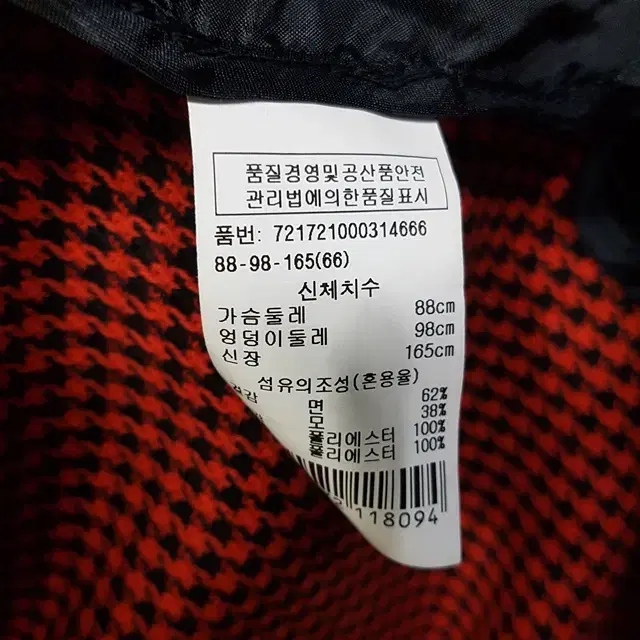 품질경영및공산품안전
관리법에의한품질표시
품번: 721721000314666
88-98-165(66)
신체치수
가슴둘레 88cm
엉덩이둘레 98cm
신장 165cm
섬유의조성(혼용율)
겉감 면 62%
모 38%
폴리에스터 100%
폴리에스터 100%
118094